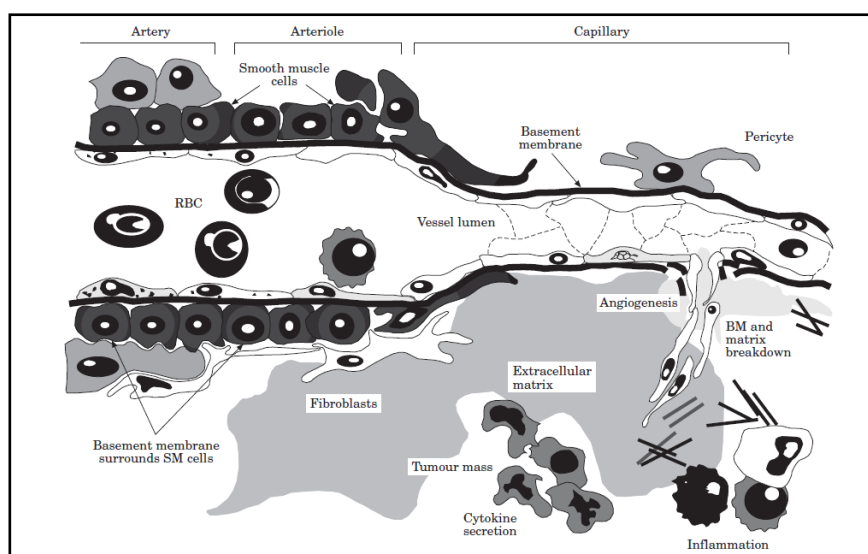 Artery
Arteriole
Capillary
Smooth muscle
cells
Basement
membrane
Pericyte
RBC
Vessel lumen
Angiogenesis
BM and
matrix
breakdown
Extracellular
matrix
Fibroblasts
Basement membrane
surrounds SM cells
Tumour mass
Cytokine
secretion
Inflammation